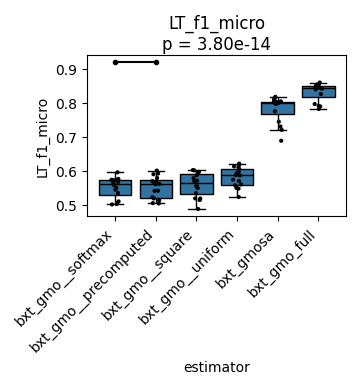 LT_f1_micro
p = 3.80e-14
LT_f1_micro
0.9
0.8
0.7
0.6
0.5
bxt_gmo__softmax
bxt_gmo__precomputed
bxt_gmo__square
bxt_gmo__uniform
bxt_gmosa
bxt_gmo_full
estimator